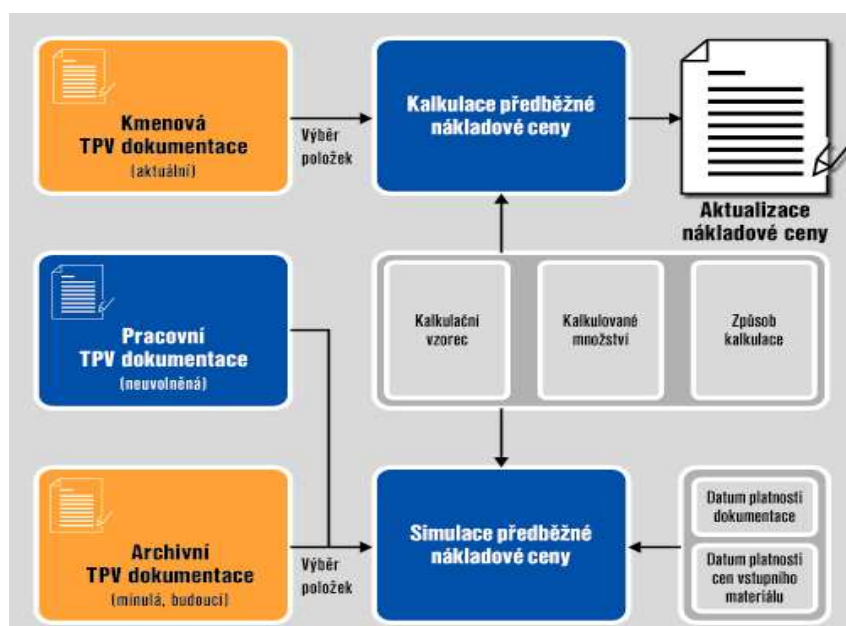 Kmenová
TPV dokumentace
(aktuální)
Výběr
položek
Kalkulace předběžné
nákladové ceny
Aktualizace
nákladové ceny
Pracovní
TPV dokumentace
(neuvolněná)
Kalkulační
vzorec
Kalkulované
množství
Způsob
kalkulace
Archivní
TPV dokumentace
(minulá, budoucí)
Výběr
položek
Simulace předběžné
nákladové ceny
Datum platnosti
dokumentace
Datum platnosti
cen vstupního
materiálu